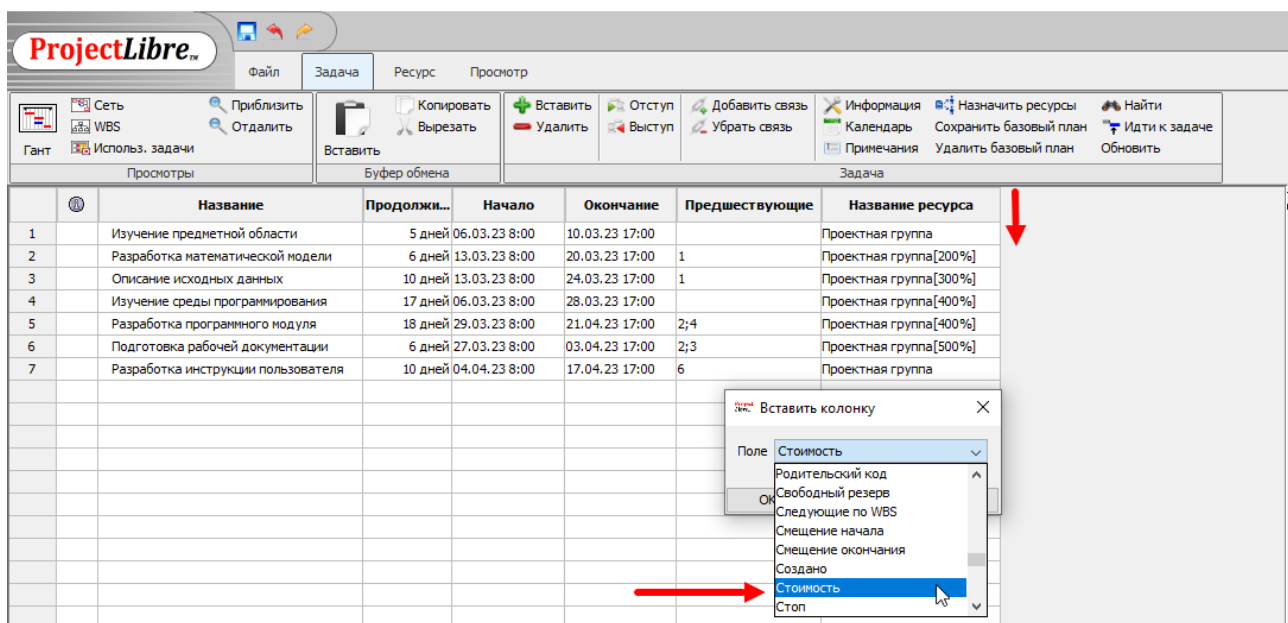 ProjectLibre™
Файл Задача Ресурс Просмотр
Сеть Приблизить Копировать Вставить Отступ Добавить связь Информация Назначить ресурсы Найти
WBS Отдалить Вырезать Удалить Выступ Убрать связь Календарь Сохранить базовый план Идти к задаче
Гант Использ. задачи Вставить Примечания Удалить базовый план Обновить
Просмотры Буфер обмена Задача
Название Продолжи... Начало Окончание Предшествующие Название ресурса
1 Изучение предметной области 5 дней 06.03.23 8:00 10.03.23 17:00 Проектная группа
2 Разработка математической модели 6 дней 13.03.23 8:00 20.03.23 17:00 1 Проектная группа[200%]
3 Описание исходных данных 10 дней 13.03.23 8:00 24.03.23 17:00 1 Проектная группа[300%]
4 Изучение среды программирования 17 дней 06.03.23 8:00 28.03.23 17:00 Проектная группа[400%]
5 Разработка программного модуля 18 дней 29.03.23 8:00 21.04.23 17:00 2;4 Проектная группа[400%]
6 Подготовка рабочей документации 6 дней 27.03.23 8:00 03.04.23 17:00 2;3 Проектная группа[500%]
7 Разработка инструкции пользователя 10 дней 04.04.23 8:00 17.04.23 17:00 6 Проектная группа
Вставить колонку
Поле Стоимость
Родительский код
Свободный резерв
Следующие по WBS
Смещение начала
Смещение окончания
Создано
Стоимость
Стоп